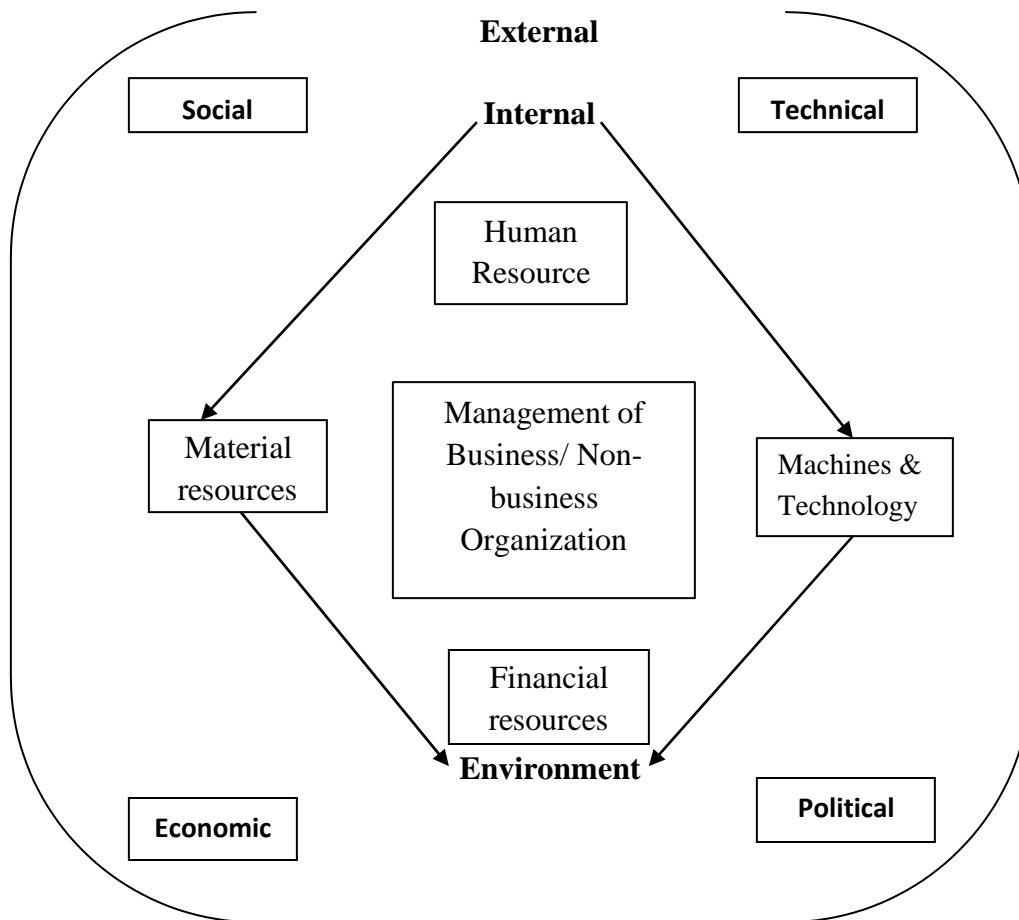 External
Social
Technical
Internal
Human
Resource
Management of
Business/ Non-
business
Organization
Material
resources
Machines &
Technology
Financial
resources
Environment
Economic
Political